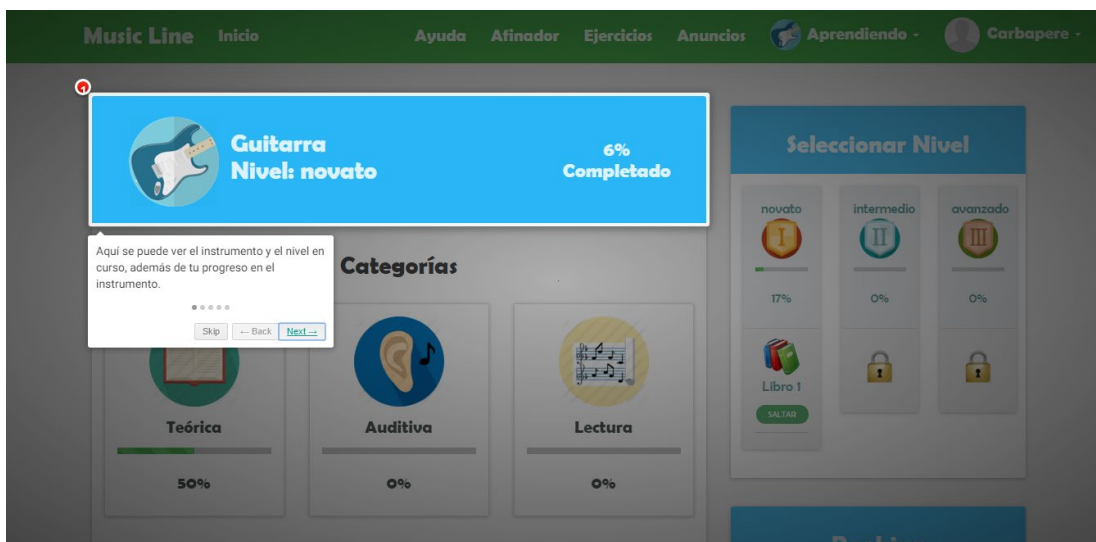 Music Line Inicio Ayuda Afinador Ejercicios Anuncios Aprendiendo Carbapere
1
Guitarra
Nivel: novato
6%
Completado
Aquí se puede ver el instrumento y el nivel en
curso, además de tu progreso en el
instrumento.
Skip ← Back Next →
Categorías
Teórica
50%
Auditiva
0%
Lectura
0%
Seleccionar Nivel
novato
I
17%
Libro 1
SALTAR
intermedio
II
0%
avanzado
III
0%